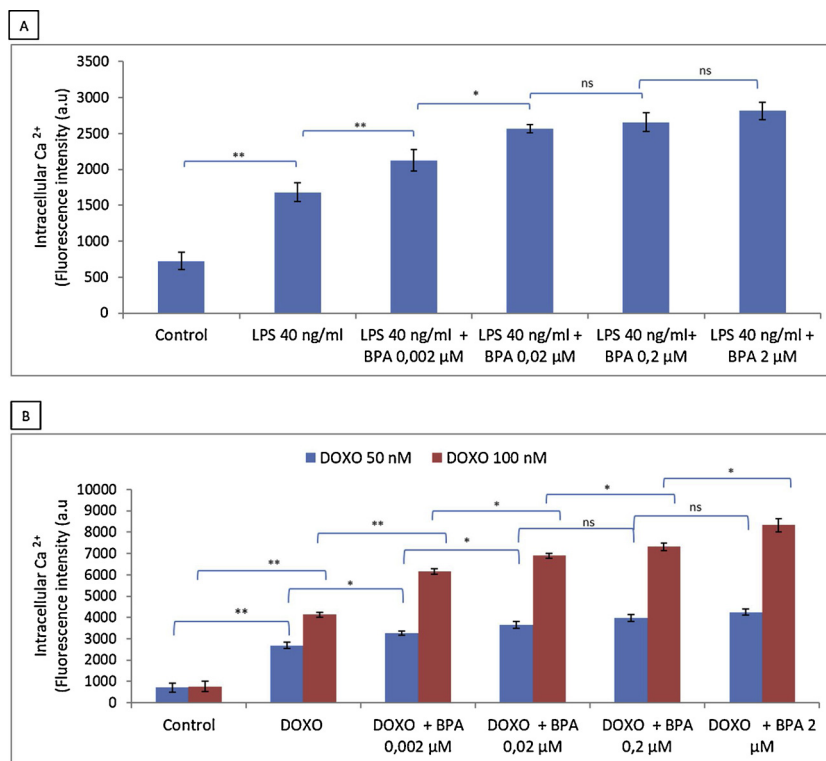 A
Intracellular Ca 2+
(Fluorescence intensity (a.u)
3500
3000
2500
2000
1500
1000
500
0
**
**
*
ns
ns
Control
LPS 40 ng/ml
LPS 40 ng/ml +
BPA 0,002 µM
LPS 40 ng/ml +
BPA 0,02 µM
LPS 40 ng/ml+
BPA 0,2 µM
LPS 40 ng/ml +
BPA 2 µM
B
DOXO 50 nM
DOXO 100 nM
Intracellular Ca 2+
(Fluorescence intensity (a.u
10000
9000
8000
7000
6000
5000
4000
3000
2000
1000
0
**
**
*
**
*
*
ns
*
ns
*
Control
DOXO
DOXO + BPA
0,002 µM
DOXO + BPA
0,02 µM
DOXO + BPA
0,2 µM
DOXO + BPA 2
µM